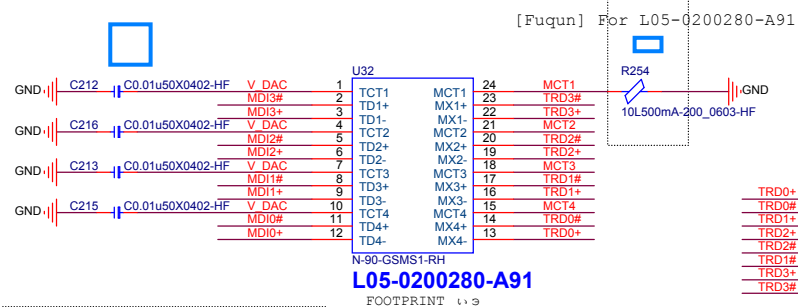 [Fuqun] For L05-0200280-A91
U32
R254
GND C212 C0.01u50X0402-HF V_DAC 1 TCT1 MCT1 24 MCT1 GND
MDI3# 2 TD1+ MX1+ 23 TRD3#
MDI3+ 3 TD1- MX1- 22 TRD3+
10L500mA-200_0603-HF
GND C216 C0.01u50X0402-HF V_DAC 4 TCT2 MCT2 21 MCT2
MDI2# 5 TD2+ MX2+ 20 TRD2#
MDI2+ 6 TD2- MX2- 19 TRD2+
GND C213 C0.01u50X0402-HF V_DAC 7 TCT3 MCT3 18 MCT3
MDI1# 8 TD3+ MX3+ 17 TRD1#
MDI1+ 9 TD3- MX3- 16 TRD1+
GND C215 C0.01u50X0402-HF V_DAC 10 TCT4 MCT4 15 MCT4
MDI0# 11 TD4+ MX4+ 14 TRD0#
MDI0+ 12 TD4- MX4- 13 TRD0+
N-90-GSMS1-RH
L05-0200280-A91
FOOTPRINT
TRD0+
TRD0#
TRD1+
TRD2+
TRD2#
TRD1#
TRD3+
TRD3#